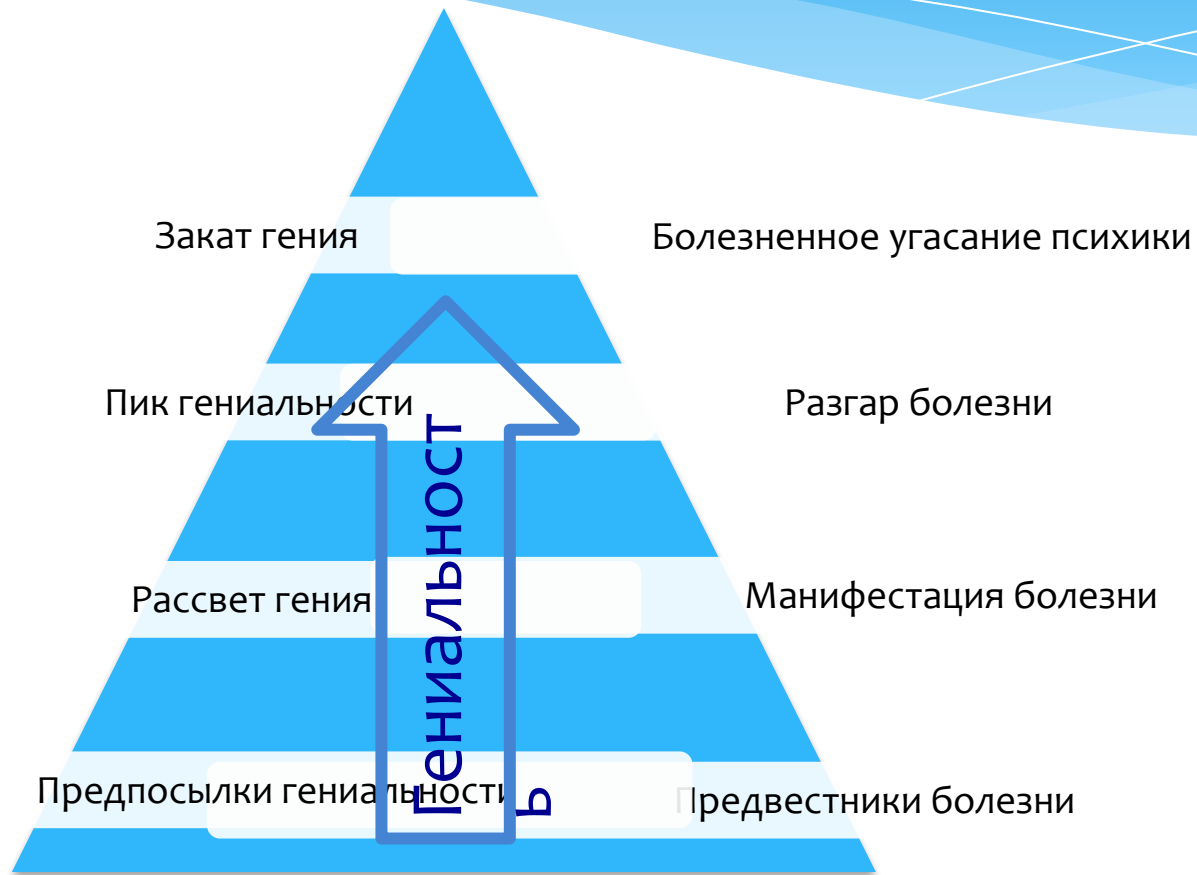 Закат гения
Болезненное угасание психики
Пик гениальности
Разгар болезни
Рассвет гения
Манифестация болезни
Предпосылки гениальности
Предвестники болезни
Гениальност
ь